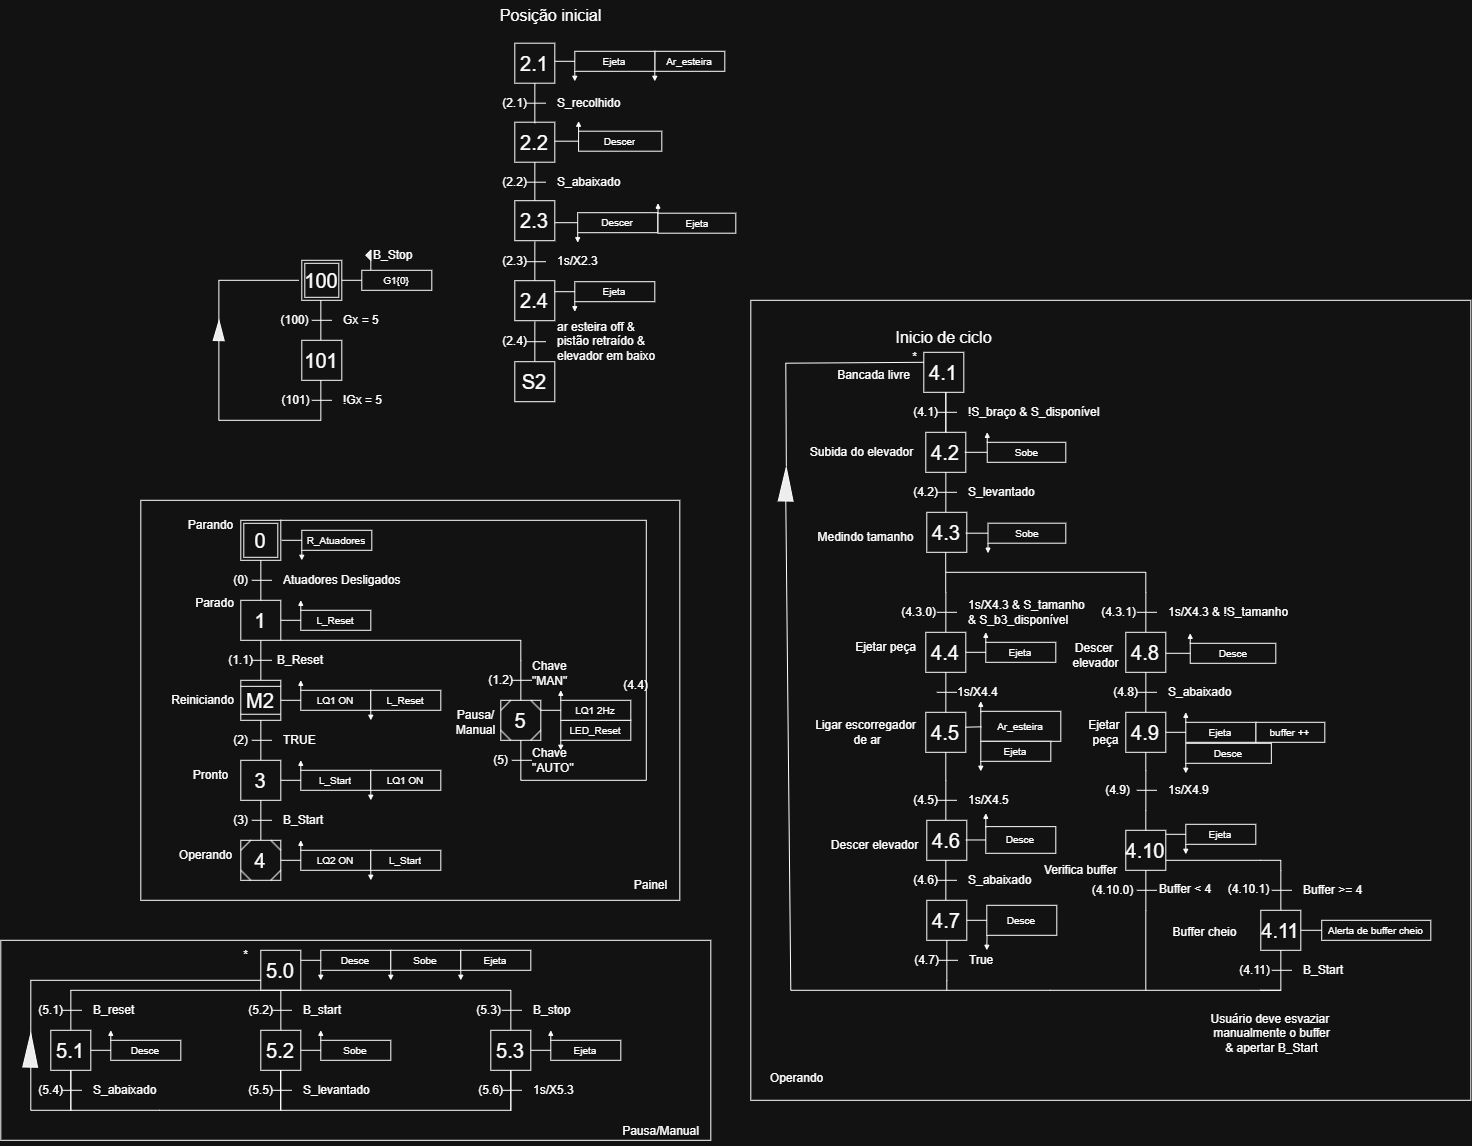 Posição inicial
2.1
Ejeta
Ar_esteira
(2.1)
S_recolhido
2.2
Descer
(2.2)
S_abaixado
2.3
Descer
Ejeta
(2.3)
1s/X2.3
2.4
Ejeta
(2.4)
ar esteira off &
pistão retraído &
elevador em baixo
S2
B_Stop
100
G1{0}
(100)
Gx = 5
101
(101)
!Gx = 5
Parando
0
R_Atuadores
(0)
Atuadores Desligados
Parado
1
L_Reset
(1.1)
B_Reset
Reiniciando
M2
LQ1 ON
L_Reset
(2)
TRUE
Pronto
3
L_Start
LQ1 ON
(3)
B_Start
Operando
4
LQ2 ON
L_Start
(1.2)
Chave
"MAN"
(4.4)
Pausa/
Manual
5
LQ1 2Hz
LED_Reset
(5)
Chave
"AUTO"
Painel
*
5.0
Desce
Sobe
Ejeta
(5.1)
B_reset
(5.2)
B_start
(5.3)
B_stop
5.1
Desce
5.2
Sobe
5.3
Ejeta
(5.4)
S_abaixado
(5.5)
S_levantado
(5.6)
1s/X5.3
Pausa/Manual
Inicio de ciclo
*
Bancada livre
4.1
(4.1)
!S_braço & S_disponível
Subida do elevador
4.2
Sobe
(4.2)
S_levantado
Medindo tamanho
4.3
Sobe
(4.3.0)
1s/X4.3 & S_tamanho
& S_b3_disponível
(4.3.1)
1s/X4.3 & !S_tamanho
Ejetar peça
4.4
Ejeta
Descer
elevador
4.8
Desce
1s/X4.4
(4.8)
S_abaixado
Ligar escorregador
de ar
4.5
Ar_esteira
Ejeta
Ejetar
peça
4.9
Ejeta
buffer ++
Desce
(4.5)
1s/X4.5
(4.9)
1s/X4.9
Descer elevador
4.6
Desce
4.10
Ejeta
Verifica buffer
(4.6)
S_abaixado
(4.10.0)
Buffer < 4
(4.10.1)
Buffer >= 4
4.7
Desce
Buffer cheio
4.11
Alerta de buffer cheio
(4.7)
True
(4.11)
B_Start
Usuário deve esvaziar
manualmente o buffer
& apertar B_Start
Operando